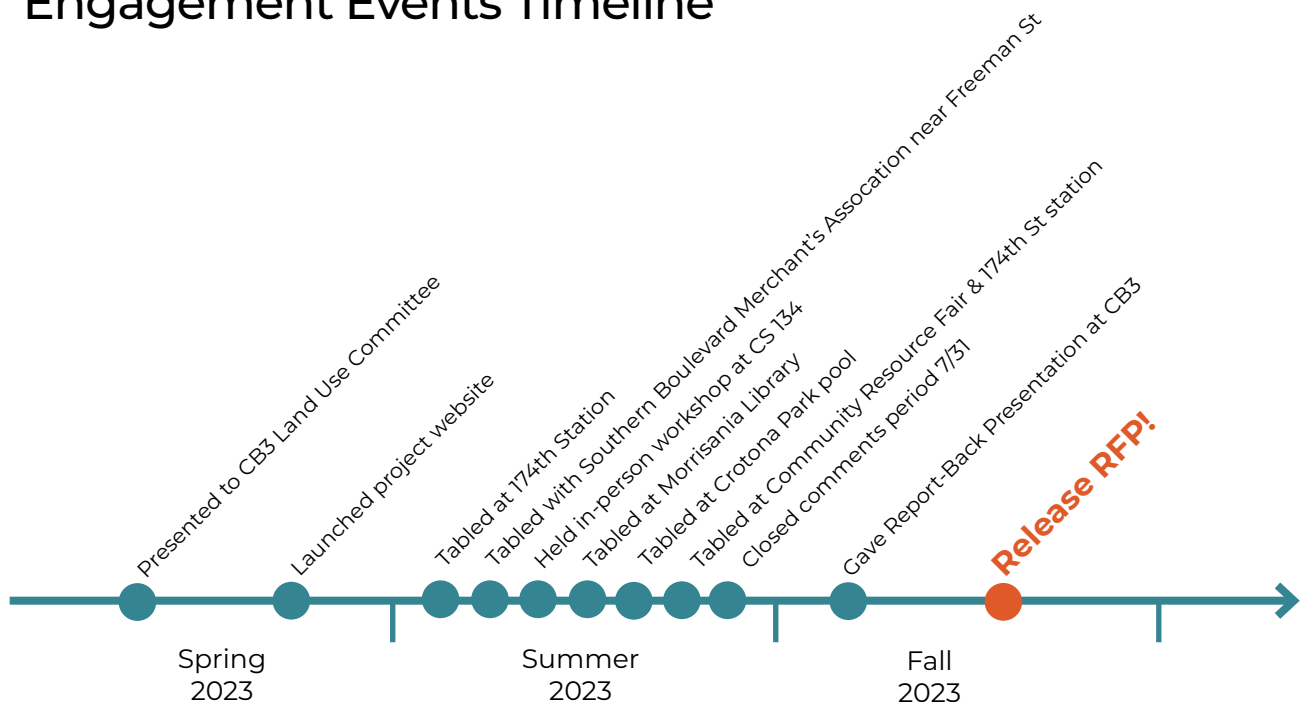 Engagement Events Timeline
Presented to CB3 Land Use Committee
Launched project website
Tabled at 174th Station
Tabled with Southern Boulevard Merchant's Assocation near Freeman St
Held in-person workshop at CS 134
Tabled at Morrisania Library
Tabled at Crotona Park pool
Tabled at Community Resource Fair & 174th St station
Closed comments period 7/31
Gave Report-Back Presentation at CB3
Release RFP!
Spring
2023
Summer
2023
Fall
2023